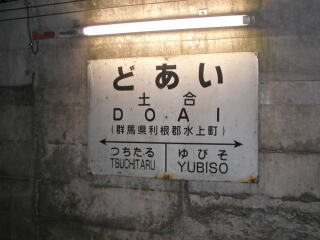 どあい
土合
DOAI
(群馬県利根郡水上町)
つちたる ゆびそ
TSUCHITARU YUBISO